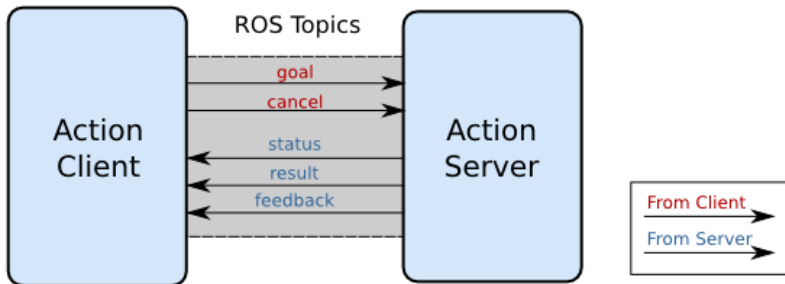 ROS Topics
goal
cancel
Action
Client
status
result
feedback
Action
Server
From Client
From Server